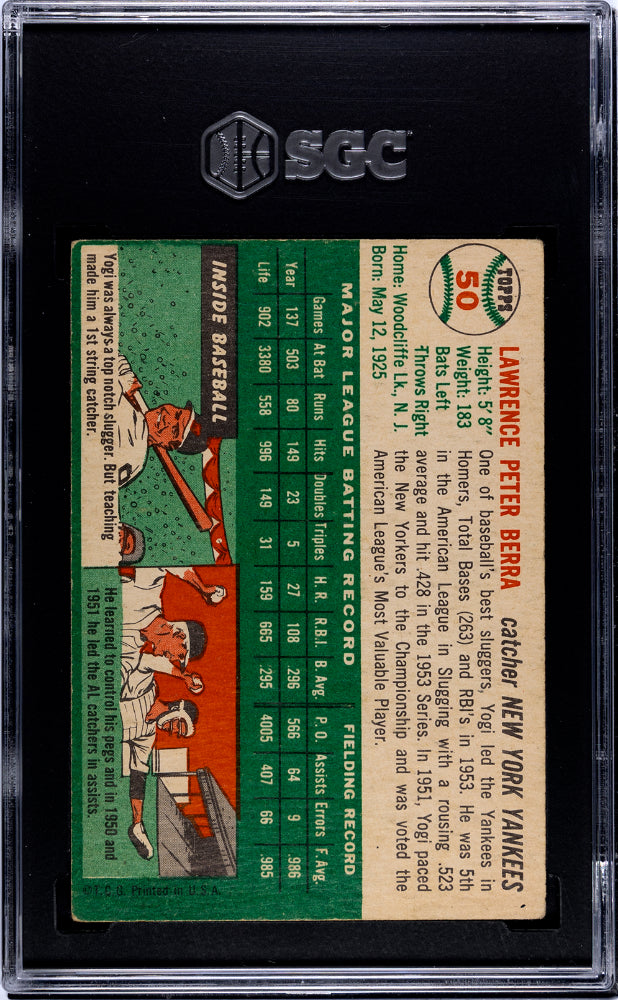 SGC
TOPPS
50
LAWRENCE PETER BERRA catcher NEW YORK YANKEES
Height: 5' 8"
Weight: 183
Bats Left
Throws Right
Home: Woodcliffe Lk., N. J.
Born: May 12, 1925
One of baseball's best sluggers, Yogi led the Yankees in
Homers, Total Bases (263) and RBI's in 1953. He was 5th
in the American League in Slugging with a rousing .523
average and hit .428 in the 1953 Series. In 1951, Yogi paced
the New Yorkers to the Championship and was voted the
American League's Most Valuable Player.
MAJOR LEAGUE BATTING RECORD FIELDING RECORD
Games At Bat Runs Hits Doubles Triples H. R. R.B.I. B. Avg. P. O. Assists Errors F. Avg.
Year 137 503 80 149 23 5 27 108 .296 566 64 9 .986
Life 902 3380 558 996 149 31 159 665 .295 4005 407 66 .985
INSIDE BASEBALL
Yogi was always a top notch slugger. But teaching
made him a 1st string catcher.
He learned to control his pegs and in 1950 and
1951 he led the AL catchers in assists.
©T.C.G. Printed in U.S.A.